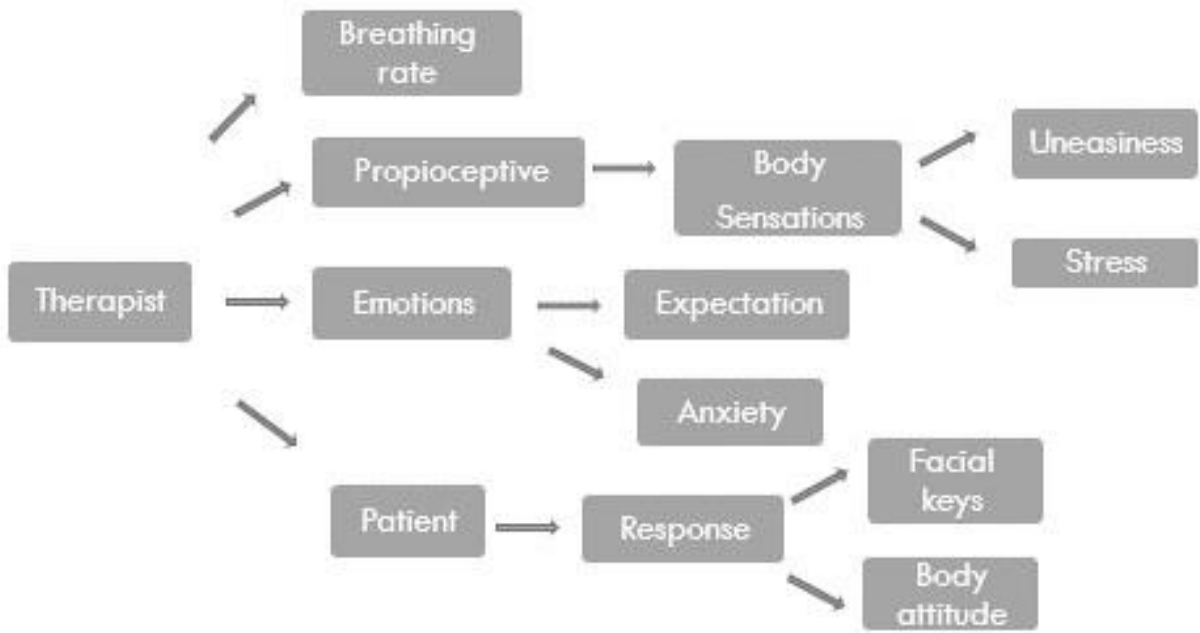 Breathing
rate
Propioceptive
Body
Sensations
Uneasiness
Stress
Therapist
Emotions
Expectation
Anxiety
Patient
Response
Facial
keys
Body
attitude